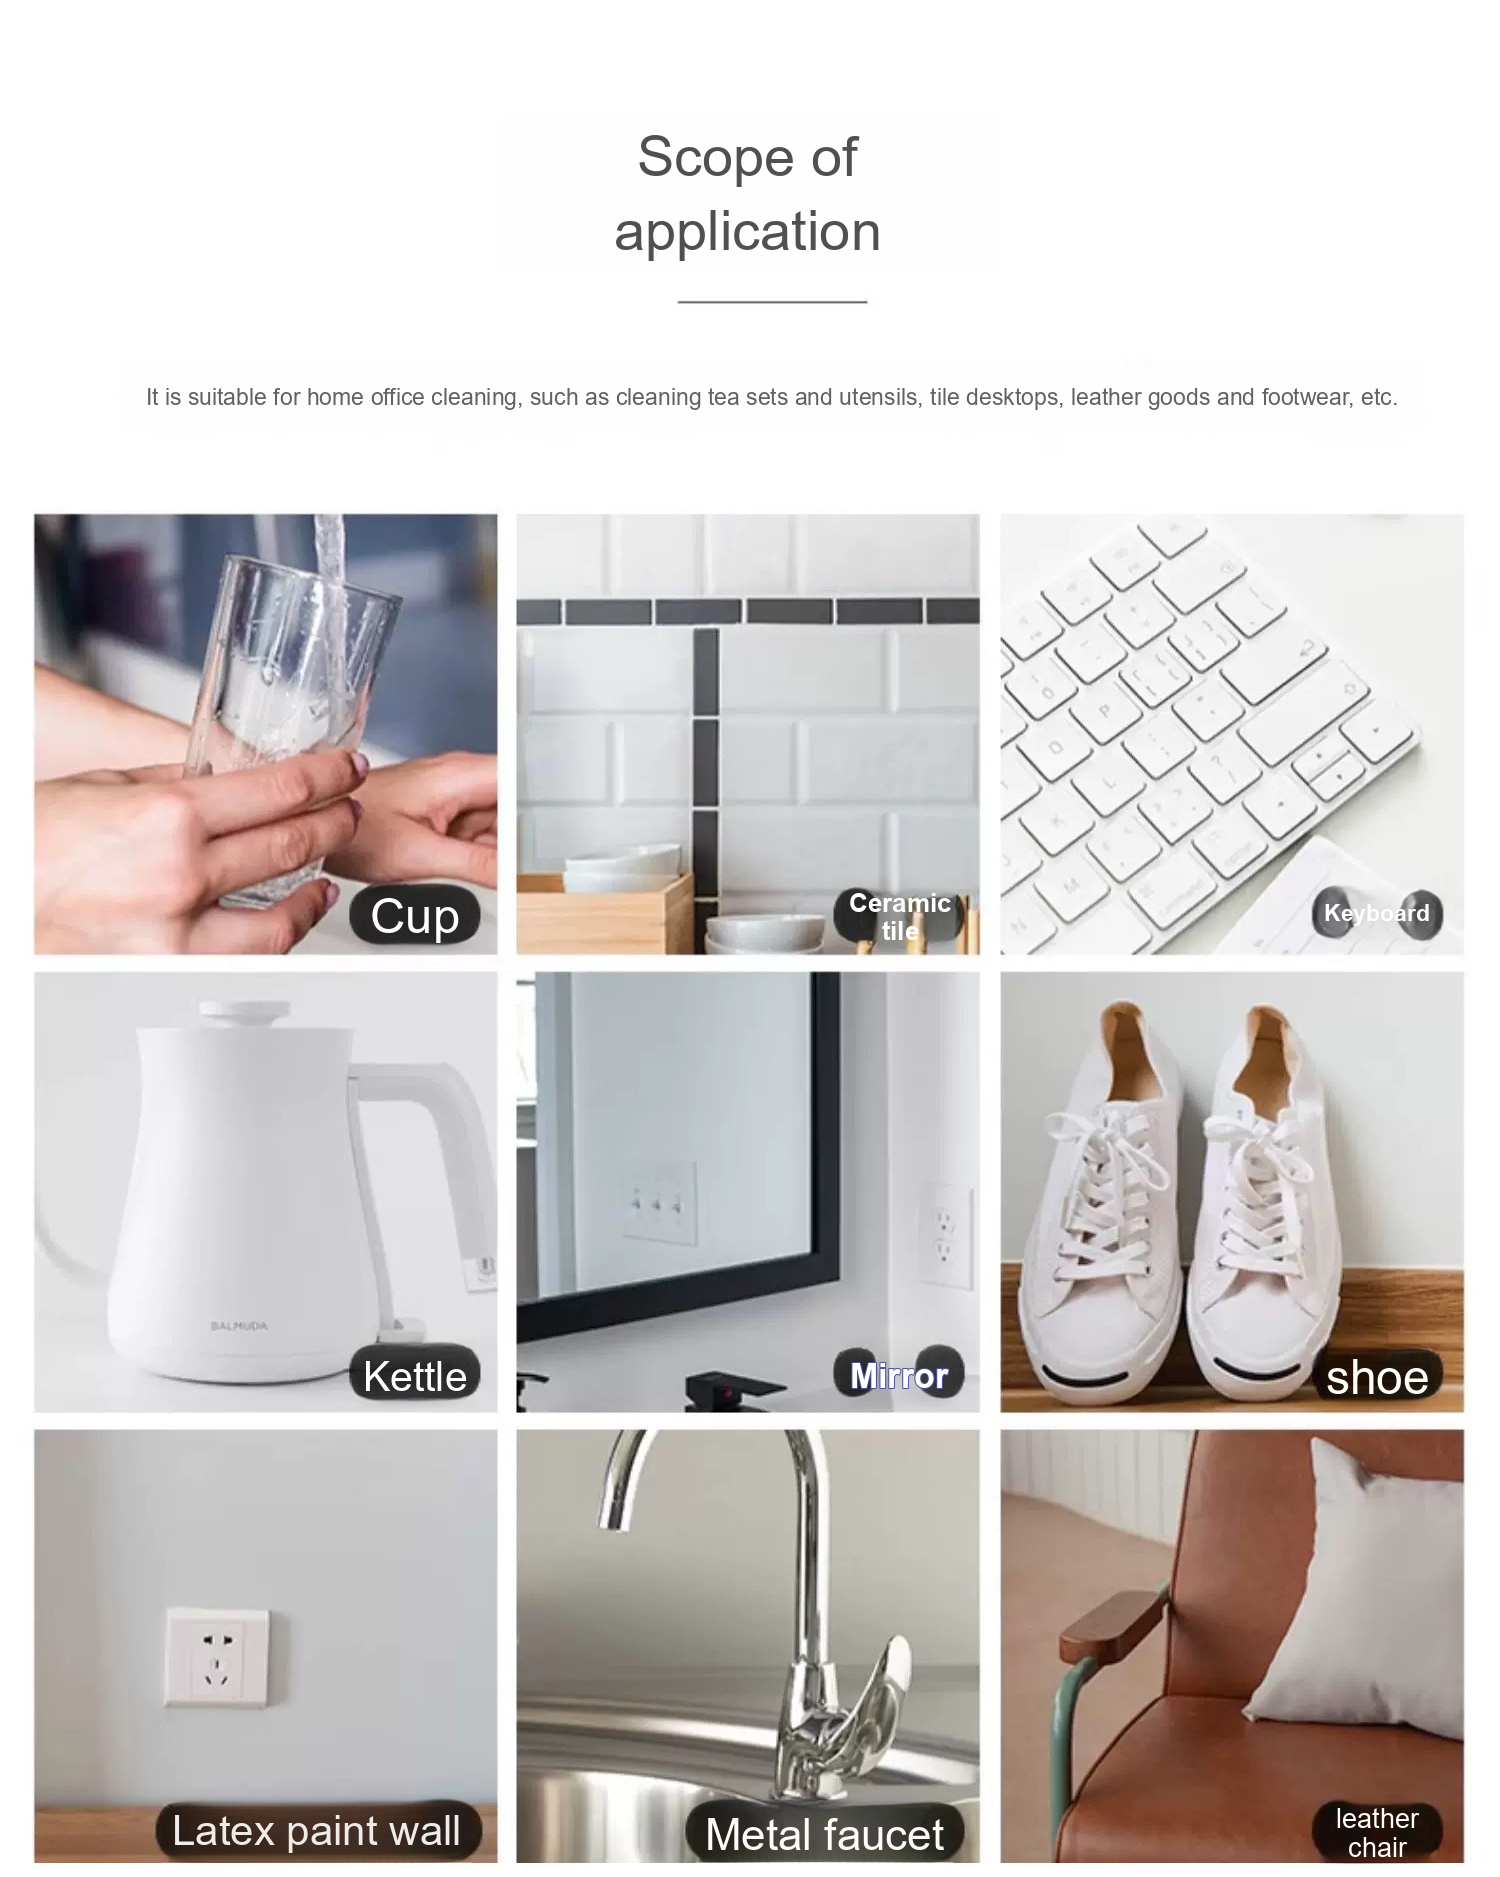 Scope of
application
It is suitable for home office cleaning, such as cleaning tea sets and utensils, tile desktops, leather goods and footwear, etc.
Cup
Ceramic
tile
Keyboard
P
O
L
K
M
N
option
command
BALMUDA
Kettle
Mirror
shoe
Latex paint wall
Metal faucet
leather
chair